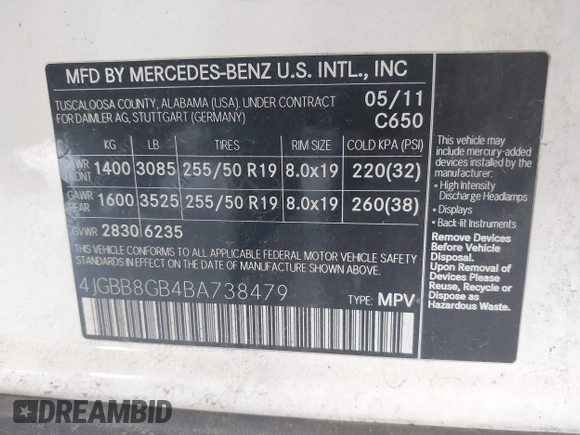 MFD BY MERCEDES-BENZ U.S. INTL., INC
TUSCALOOSA COUNTY, ALABAMA (USA), UNDER CONTRACT
FOR DAIMLER AG, STUTTGART (GERMANY)
05/11
C650
KG LB TIRES RIM SIZE COLD KPA (PSI)
GAWR FRONT 1400 3085 255/50 R19 8.0x19 220(32)
GAWR REAR 1600 3525 255/50 R19 8.0x19 260(38)
GVWR 2830 6235
THIS VEHICLE CONFORMS TO ALL APPLICABLE FEDERAL MOTOR VEHICLE SAFETY
STANDARDS IN EFFECT ON THE DATE OF MANUFACTURE SHOWN ABOVE.
4JGBB8GB4BA738479
TYPE: MPV
This vehicle may
include mercury-added
devices installed by the
manufacturer:
• High Intensity
Discharge Headlamps
• Displays
• Back-lit Instruments
Remove Devices
Before Vehicle
Disposal.
Upon Removal of
Devices Please
Reuse, Recycle or
Dispose as
Hazardous Waste.
DREAMBID